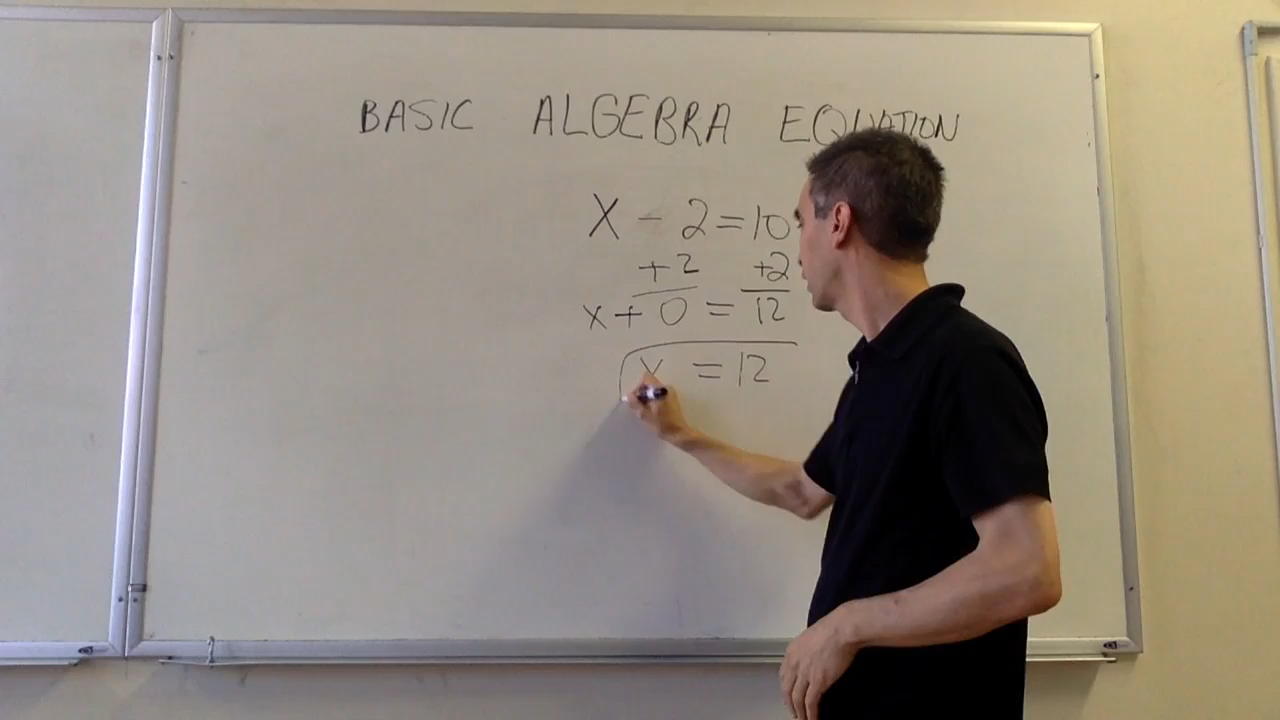 BASIC ALGEBRA EQUATION
X - 2 = 10
+2 +2
x + 0 = 12
x = 12